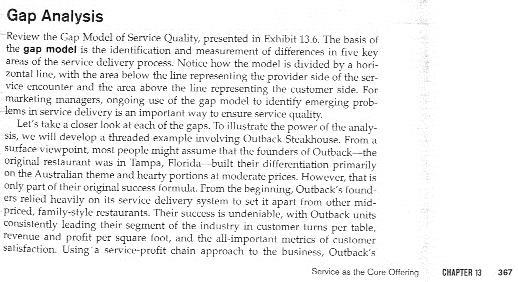 Gap Analysis
Review the Gap Model of Service Quality, presented in Exhibit 13.6. The basis of
the gap model is the identification and measurement of differences in five key
areas of the service delivery process. Notice how the model is divided by a hori-
zontal line, with the area below the line representing the provider side of the ser-
vice encounter and the area above the line representing the customer side. For
marketing managers, ongoing use of the gap model to identify emerging prob-
lems in service delivery is an important way to ensure service quality.
Let's take a closer look at each of the gaps. To illustrate the power of the analy-
sis, we will develop a threaded example involving Outback Steakhouse. From a
surface viewpoint, most people might assume that the founders of Outback—the
original restaurant was in Tampa, Florida—built their differentiation primarily
on the Australian theme and hearty portions at moderate prices. However, that is
only part of their original success formula. From the beginning, Outback's found-
ers relied heavily on its service delivery system to set it apart from other mid-
priced, family-style restaurants. Their success is undeniable, with Outback units
consistently leading their segment of the industry in customer turns per table,
revenue and profit per square foot, and the all-important metrics of customer
satisfaction. Using a service-profit chain approach to the business, Outback's
Service as the Core Offering CHAPTER 13 367